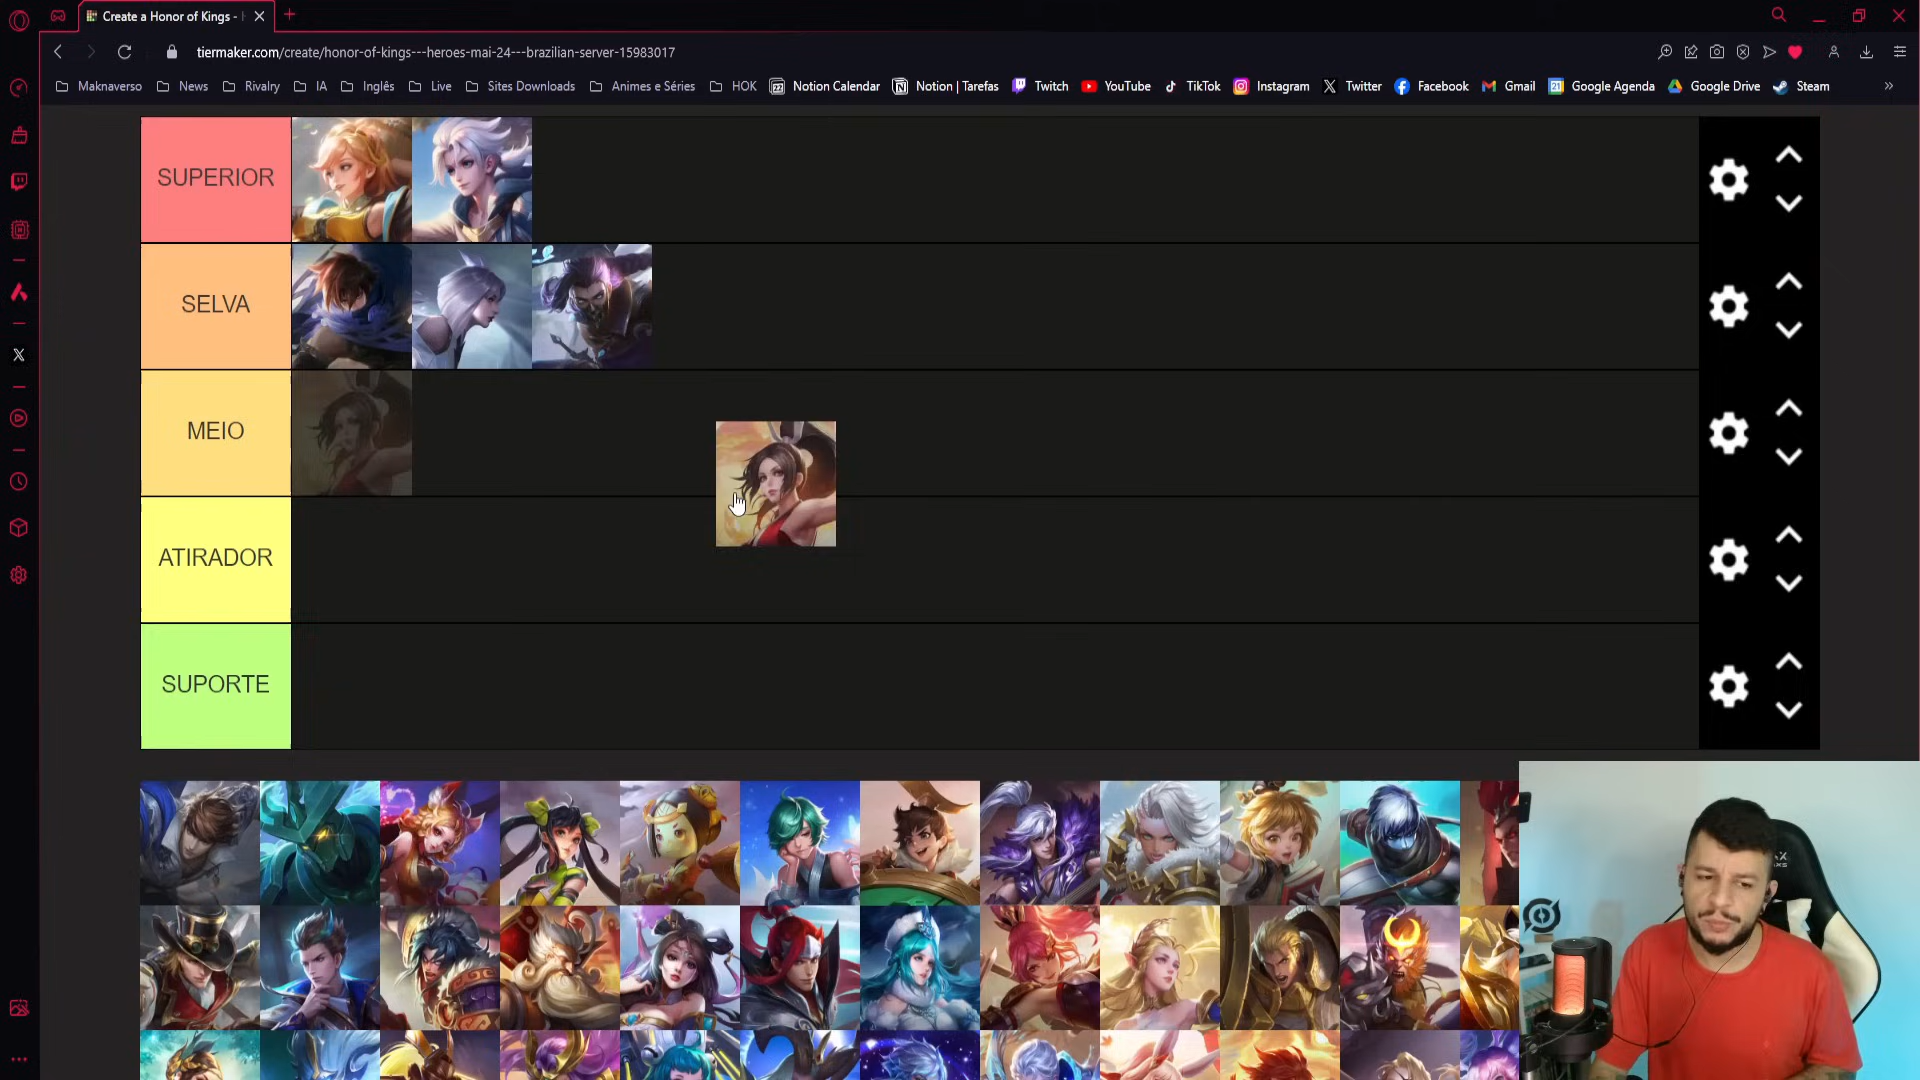 Create a Honor of Kings -
tiermaker.com/create/honor-of-kings---heroes-mai-24---brazilian-server-15983017
Maknaverso
News
Rivalry
IA
Inglês
Live
Sites Downloads
Animes e Séries
HOK
Notion Calendar
Notion | Tarefas
Twitch
YouTube
TikTok
Instagram
Twitter
Facebook
Gmail
Google Agenda
Google Drive
Steam
SUPERIOR
SELVA
MEIO
ATIRADOR
SUPORTE